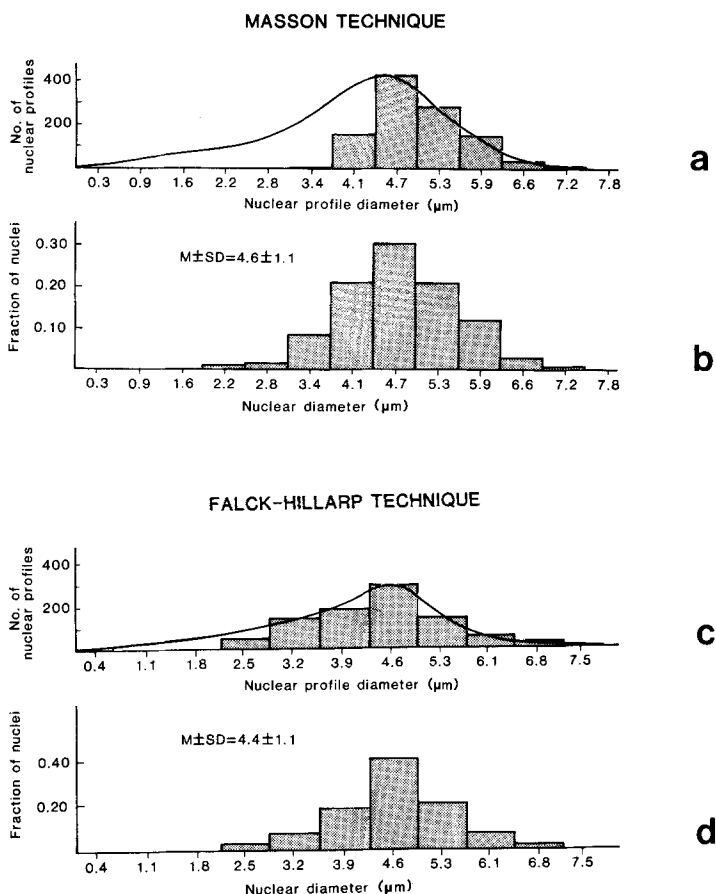 MASSON TECHNIQUE
No. of
nuclear profiles
400
200
0.3 0.9 1.6 2.2 2.8 3.4 4.1 4.7 5.3 5.9 6.6 7.2 7.8
Nuclear profile diameter (µm)
a
Fraction of nuclei
0.30
0.20
0.10
M±SD=4.6±1.1
0.3 0.9 1.6 2.2 2.8 3.4 4.1 4.7 5.3 5.9 6.6 7.2 7.8
Nuclear diameter (µm)
b
FALCK-HILLARP TECHNIQUE
No. of
nuclear profiles
400
200
0.4 1.1 1.8 2.5 3.2 3.9 4.6 5.3 6.1 6.8 7.5
Nuclear profile diameter (µm)
c
Fraction of nuclei
0.40
0.20
M±SD=4.4±1.1
0.4 1.1 1.8 2.5 3.2 3.9 4.6 5.3 6.1 6.8 7.5
Nuclear diameter (µm)
d